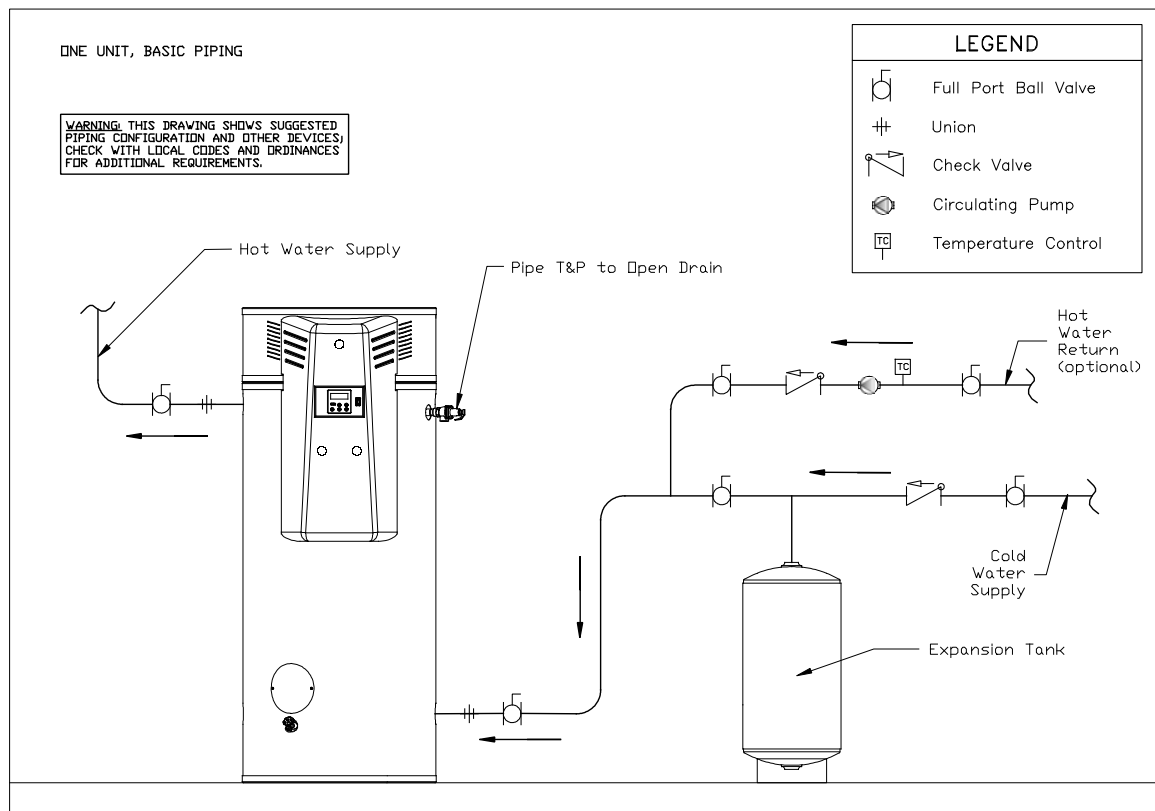 ONE UNIT, BASIC PIPING
WARNING: THIS DRAWING SHOWS SUGGESTED
PIPING CONFIGURATION AND OTHER DEVICES;
CHECK WITH LOCAL CODES AND ORDINANCES
FOR ADDITIONAL REQUIREMENTS.
LEGEND
Full Port Ball Valve
Union
Check Valve
Circulating Pump
TC
Temperature Control
Hot Water Supply
Pipe T&P to Open Drain
Hot
Water
Return
(optional)
TC
Cold
Water
Supply
Expansion Tank